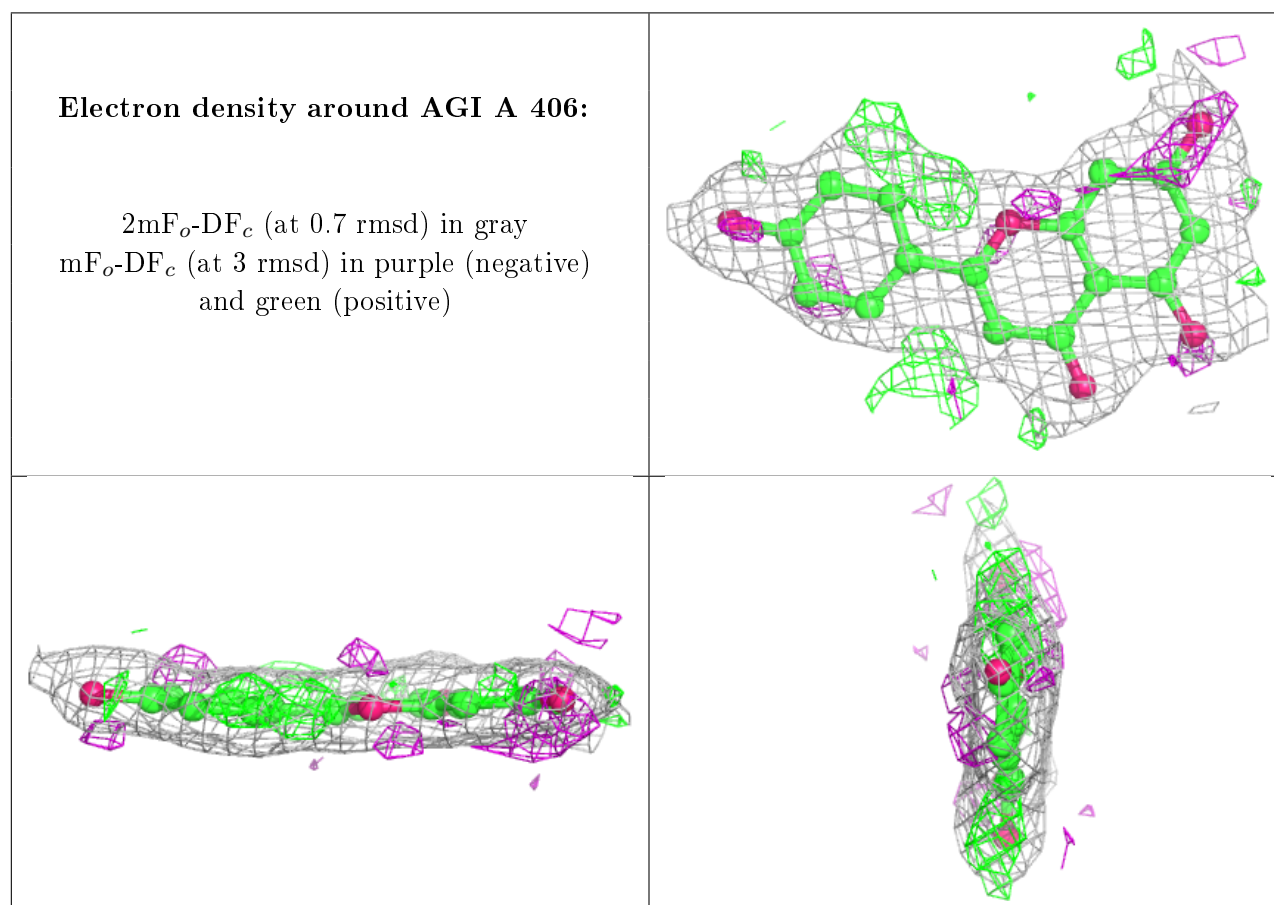 Electron density around AGI A 406:
2mFo-DFc (at 0.7 rmsd) in gray
mFo-DFc (at 3 rmsd) in purple (negative)
and green (positive)